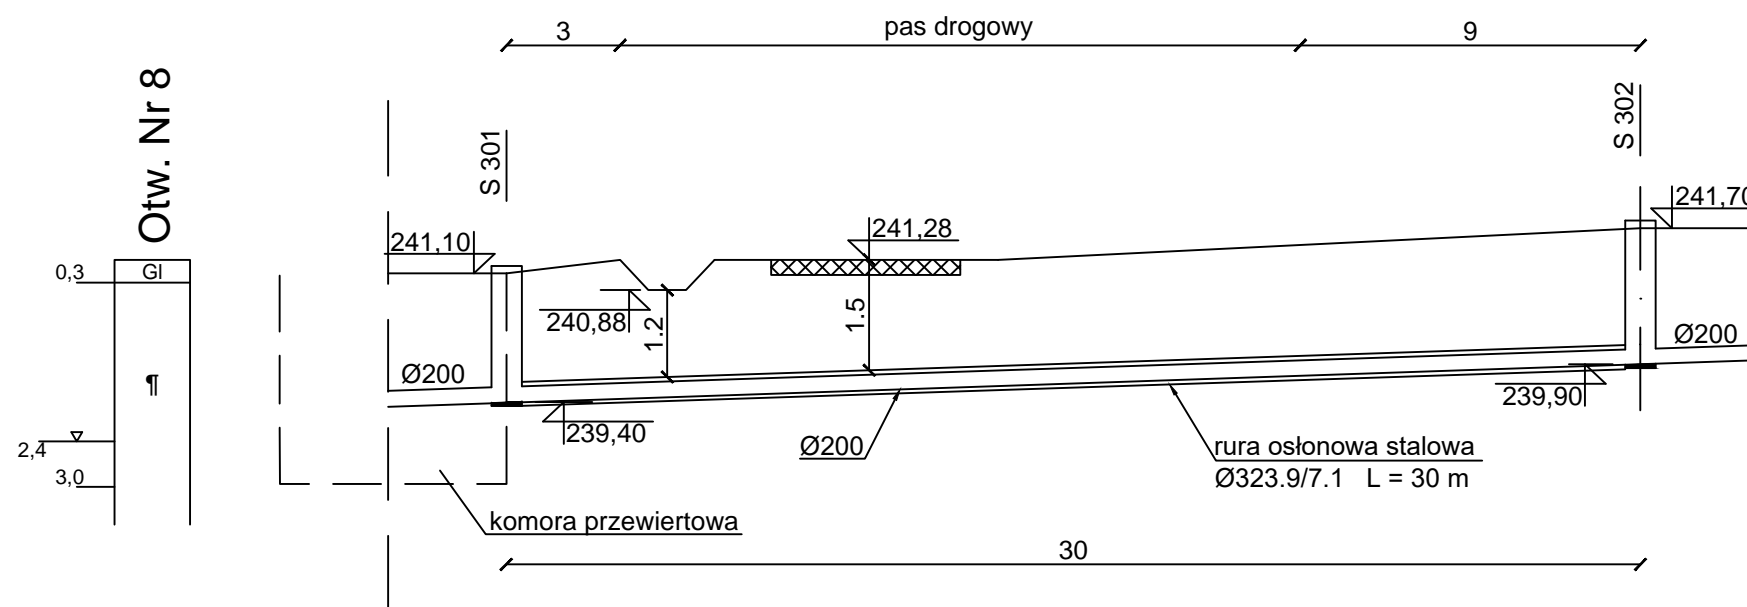 3
pas drogowy
9
Otw. Nr 8
S 301
S 302
241,70
241,10
241,28
0,3
Gl
240,88
1.2
1.5
Ø200
Ø200
¶
239,40
239,90
2,4
3,0
Ø200
rura osłonowa stalowa
Ø323.9/7.1 L = 30 m
komora przewiertowa
30